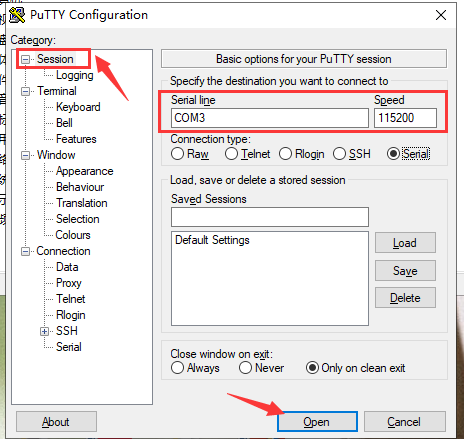 PuTTY Configuration
Category:
Session
Logging
Terminal
Keyboard
Bell
Features
Window
Appearance
Behaviour
Translation
Selection
Colours
Connection
Data
Proxy
Telnet
Rlogin
SSH
Serial
Basic options for your PuTTY session
Specify the destination you want to connect to
Serial line Speed
COM3 115200
Connection type:
Raw Telnet Rlogin SSH Serial
Load, save or delete a stored session
Saved Sessions
Default Settings
Load
Save
Delete
Close window on exit:
Always Never Only on clean exit
About Open Cancel